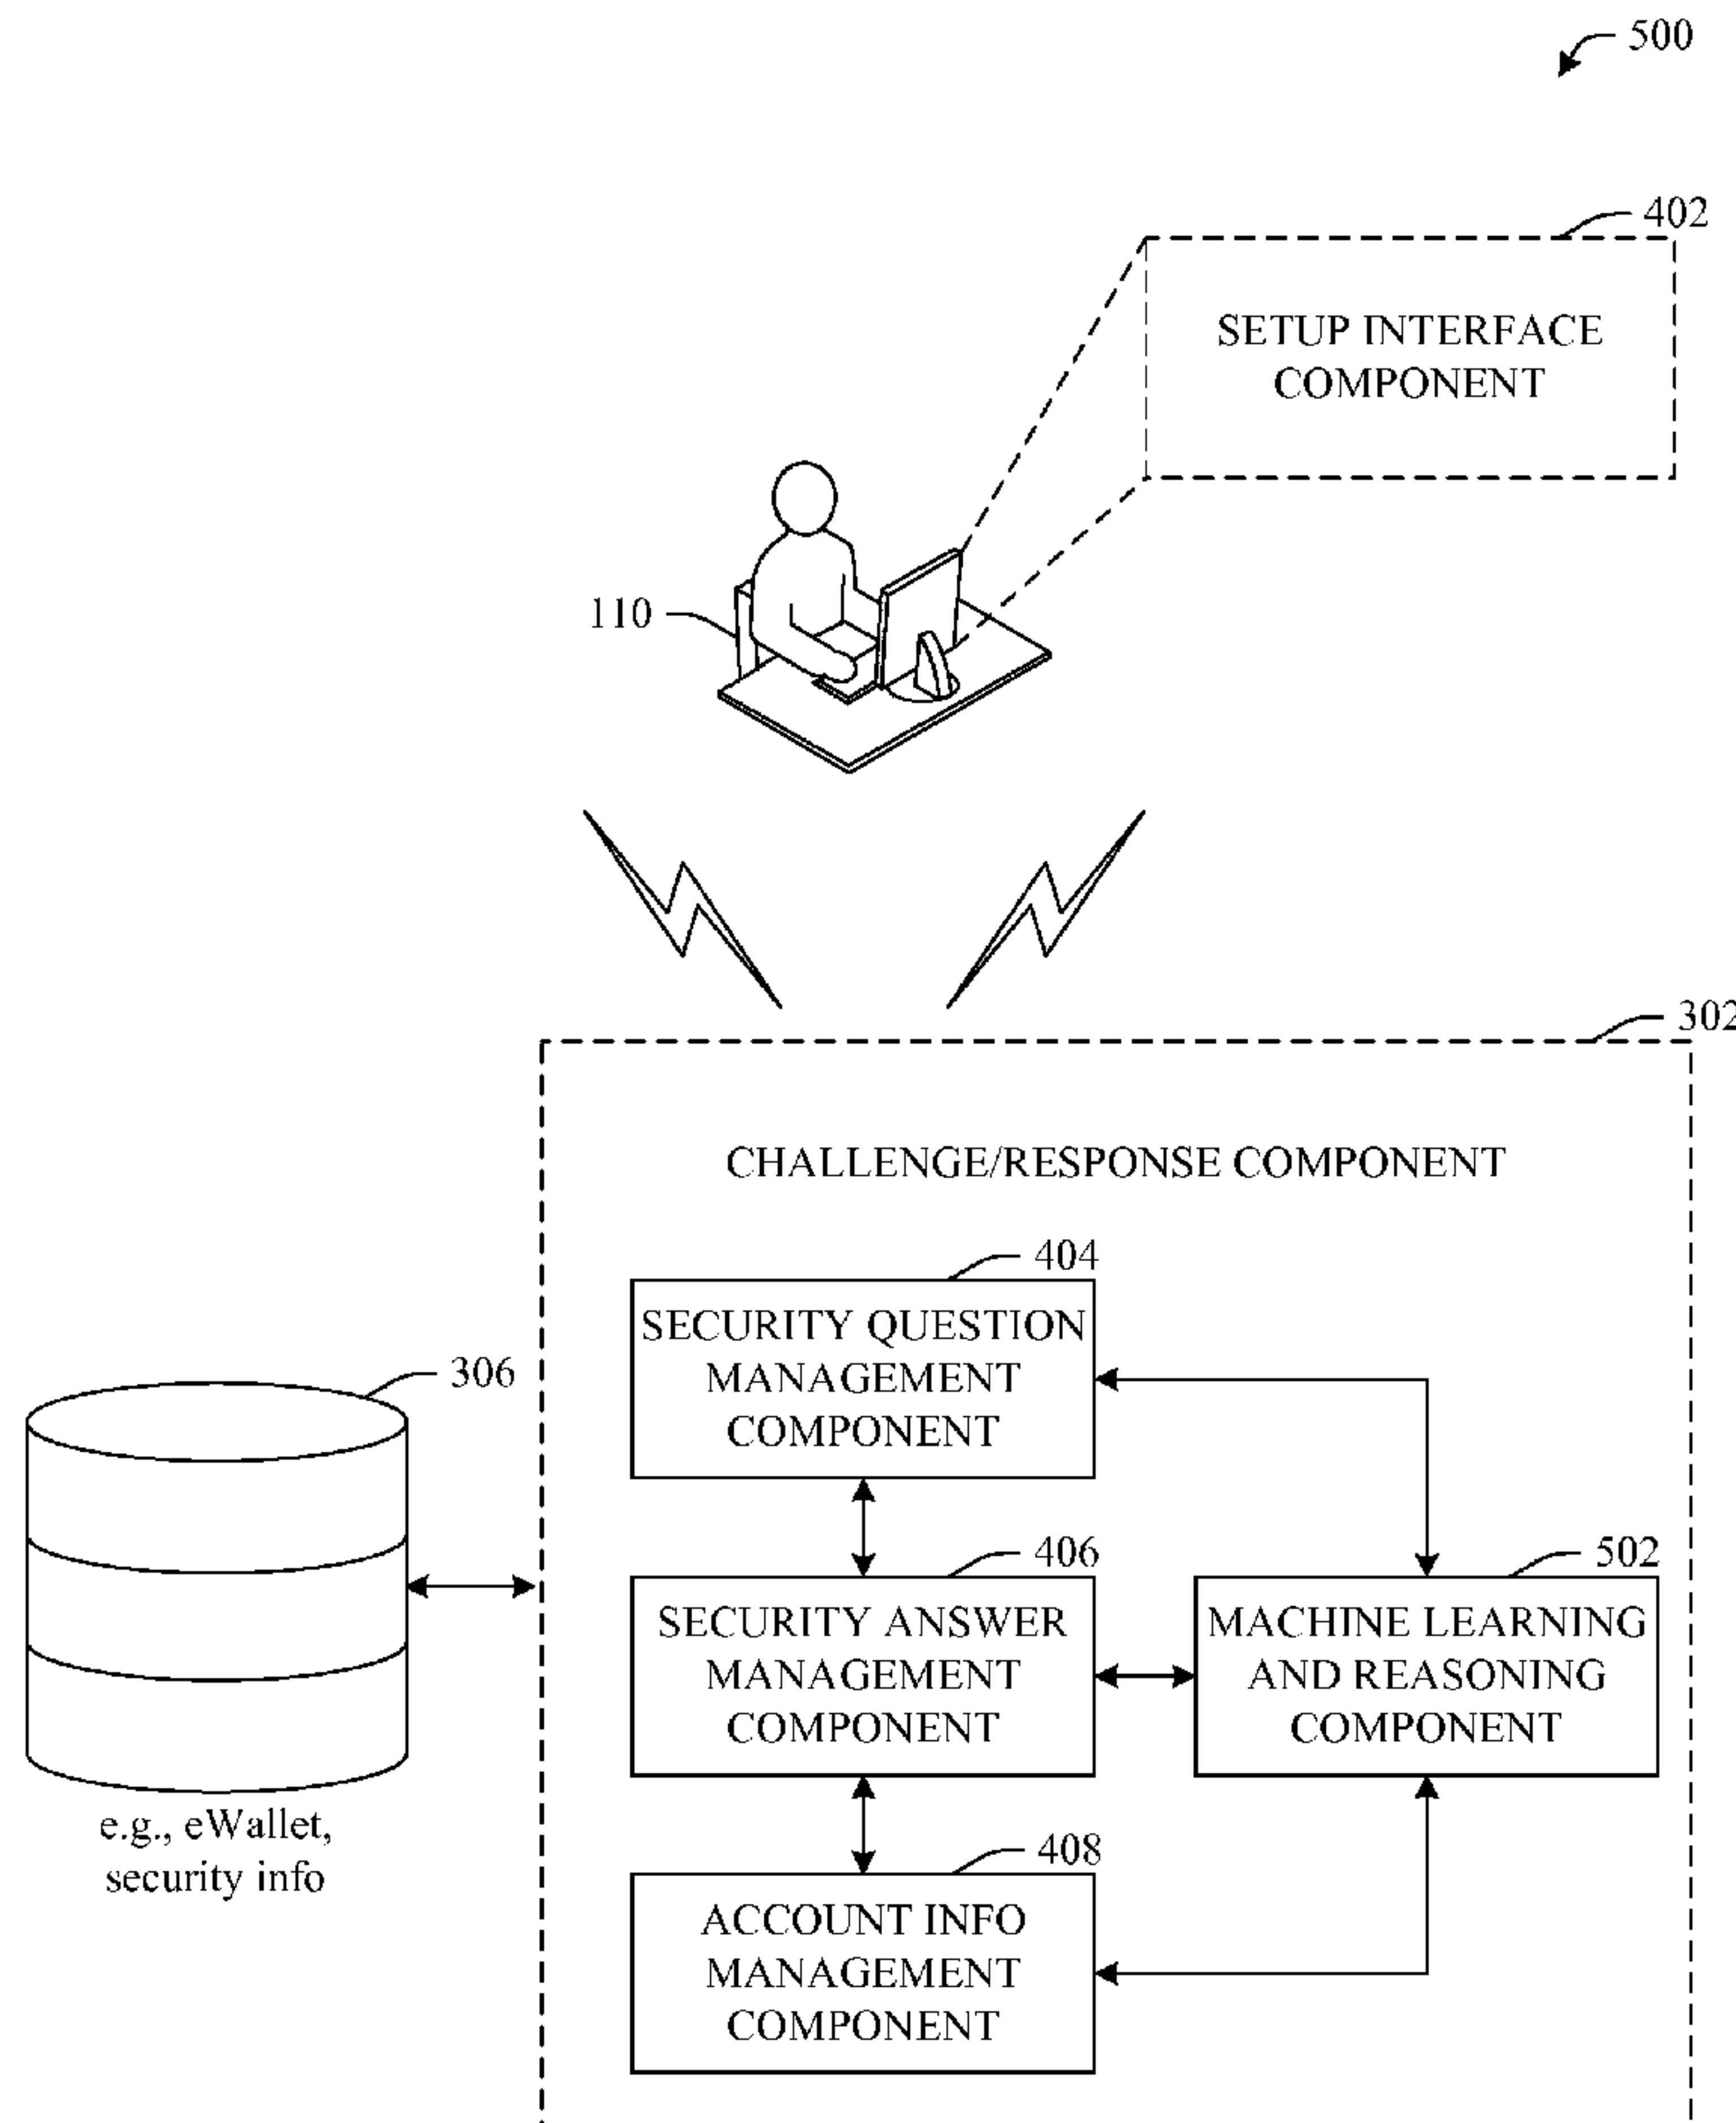 500
402
SETUP INTERFACE
COMPONENT
110
302
CHALLENGE/RESPONSE COMPONENT
404
SECURITY QUESTION
MANAGEMENT
COMPONENT
306
406
SECURITY ANSWER
MANAGEMENT
COMPONENT
502
MACHINE LEARNING
AND REASONING
COMPONENT
e.g., eWallet,
security info
408
ACCOUNT INFO
MANAGEMENT
COMPONENT